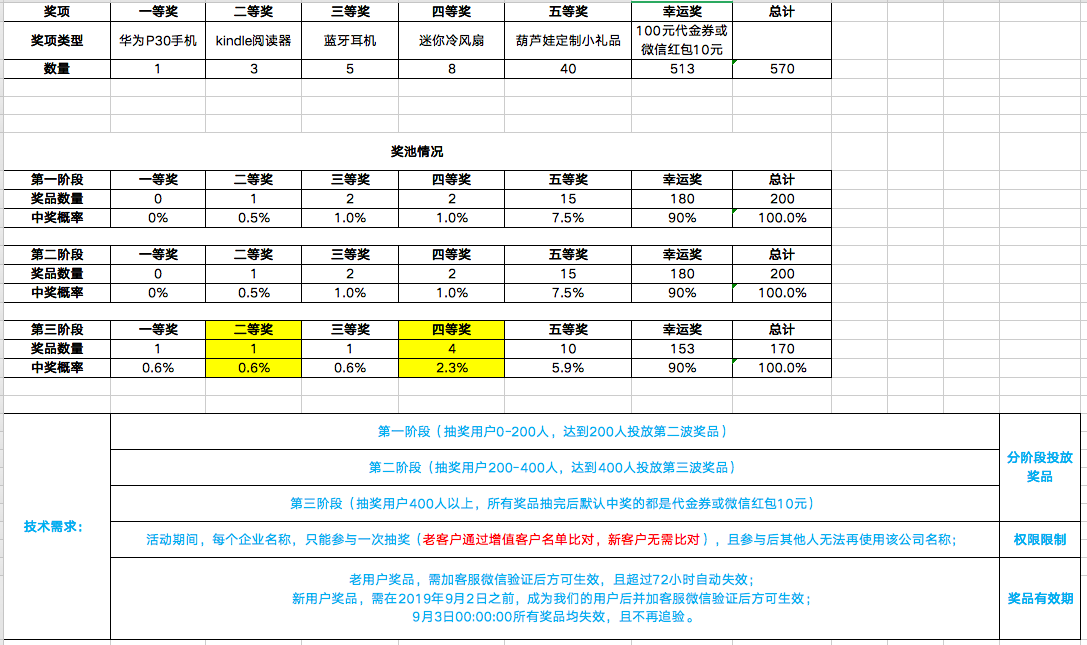 奖项 一等奖 二等奖 三等奖 四等奖 五等奖 幸运奖 总计
奖项类型 华为P30手机 kindle阅读器 蓝牙耳机 迷你冷风扇 葫芦娃定制小礼品 100元代金券或
微信红包10元
数量 1 3 5 8 40 513 570
奖池情况
第一阶段 一等奖 二等奖 三等奖 四等奖 五等奖 幸运奖 总计
奖品数量 0 1 2 2 15 180 200
中奖概率 0% 0.5% 1.0% 1.0% 7.5% 90% 100.0%
第二阶段 一等奖 二等奖 三等奖 四等奖 五等奖 幸运奖 总计
奖品数量 0 1 2 2 15 180 200
中奖概率 0% 0.5% 1.0% 1.0% 7.5% 90% 100.0%
第三阶段 一等奖 二等奖 三等奖 四等奖 五等奖 幸运奖 总计
奖品数量 1 1 1 4 10 153 170
中奖概率 0.6% 0.6% 0.6% 2.3% 5.9% 90% 100.0%
技术需求：
第一阶段（抽奖用户0-200人，达到200人投放第二波奖品）
第二阶段（抽奖用户200-400人，达到400人投放第三波奖品）
第三阶段（抽奖用户400人以上，所有奖品抽完后默认中奖的都是代金券或微信红包10元）
分阶段投放
奖品
活动期间，每个企业名称，只能参与一次抽奖（老客户通过增值客户名单比对，新客户无需比对），且参与后其他人无法再使用该公司名称；
权限限制
老用户奖品，需加客服微信验证后方可生效，且超过72小时自动失效；
新用户奖品，需在2019年9月2日之前，成为我们的用户后并加客服微信验证后方可生效；
9月3日00:00:00所有奖品均失效，且不再追验。
奖品有效期